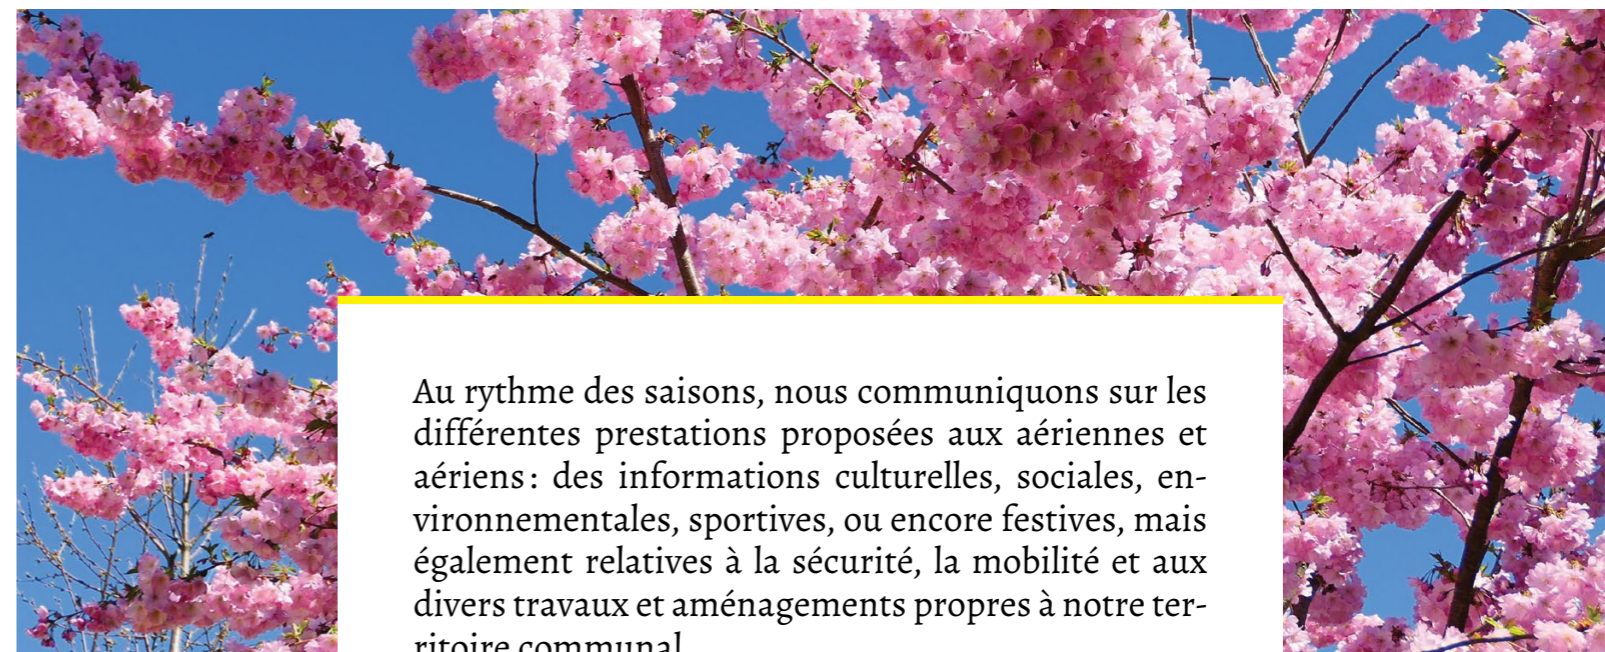 Au rythme des saisons, nous communiquons sur les
différentes prestations proposées aux aériennes et
aériens : des informations culturelles, sociales, en-
vironnementales, sportives, ou encore festives, mais
également relatives à la sécurité, la mobilité et aux
divers travaux et aménagements propres à notre ter-
ritoire communal